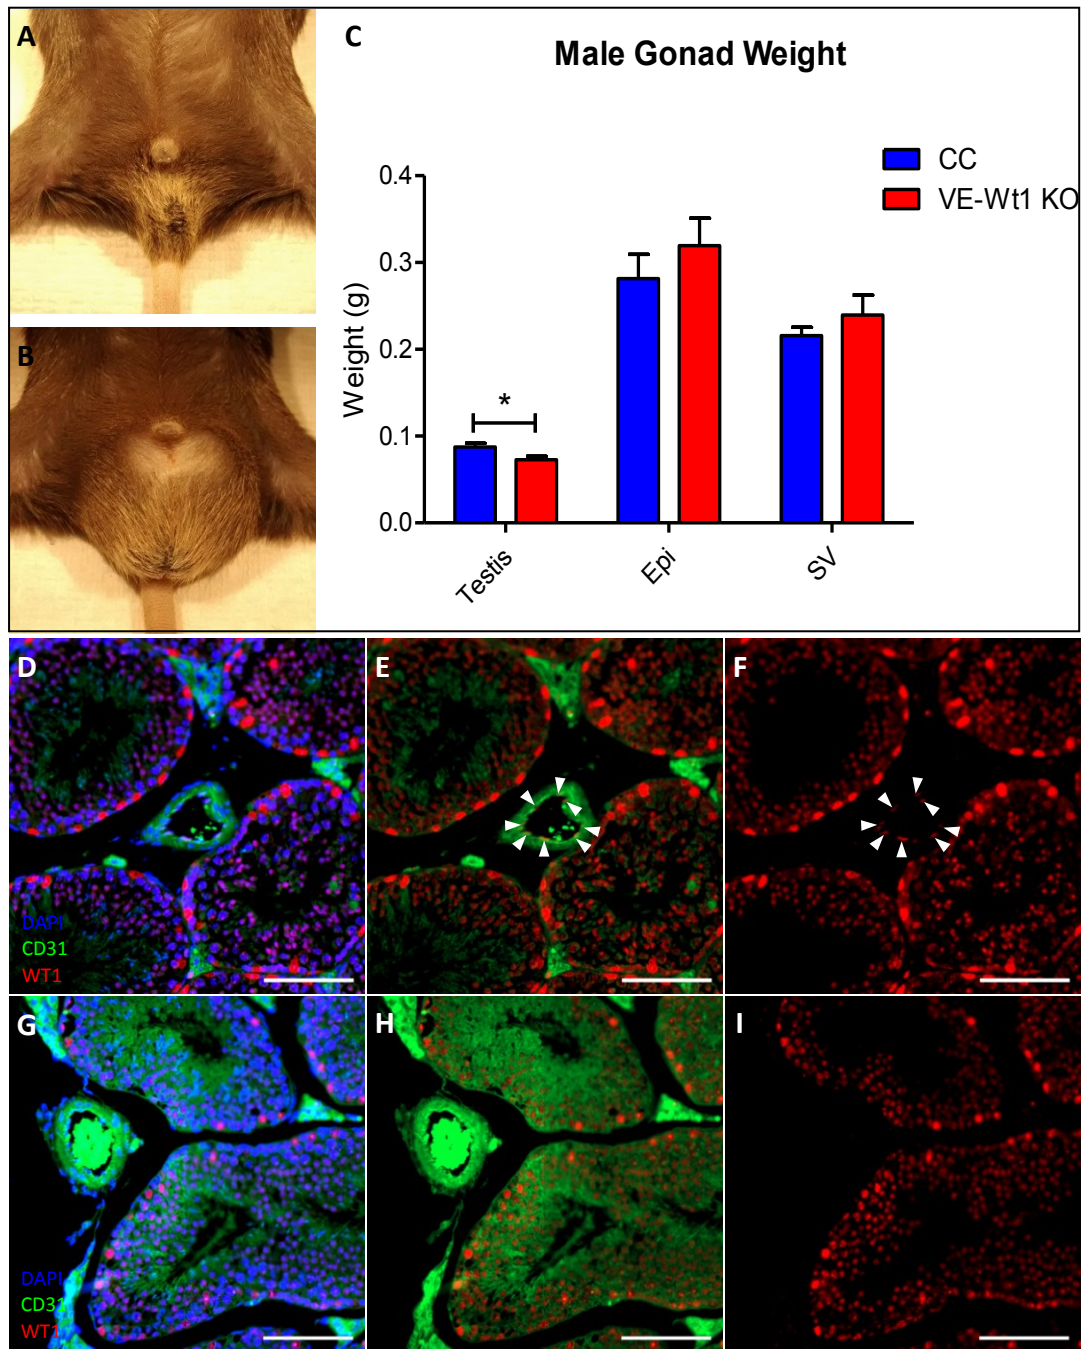 A
B
C
Male Gonad Weight
CC
VE-Wt1 KO
Weight (g)
0.4
0.3
0.2
0.1
0.0
*
Testis
Epi
SV
D
E
F
DAPI
CD31
WT1
G
H
I
DAPI
CD31
WT1